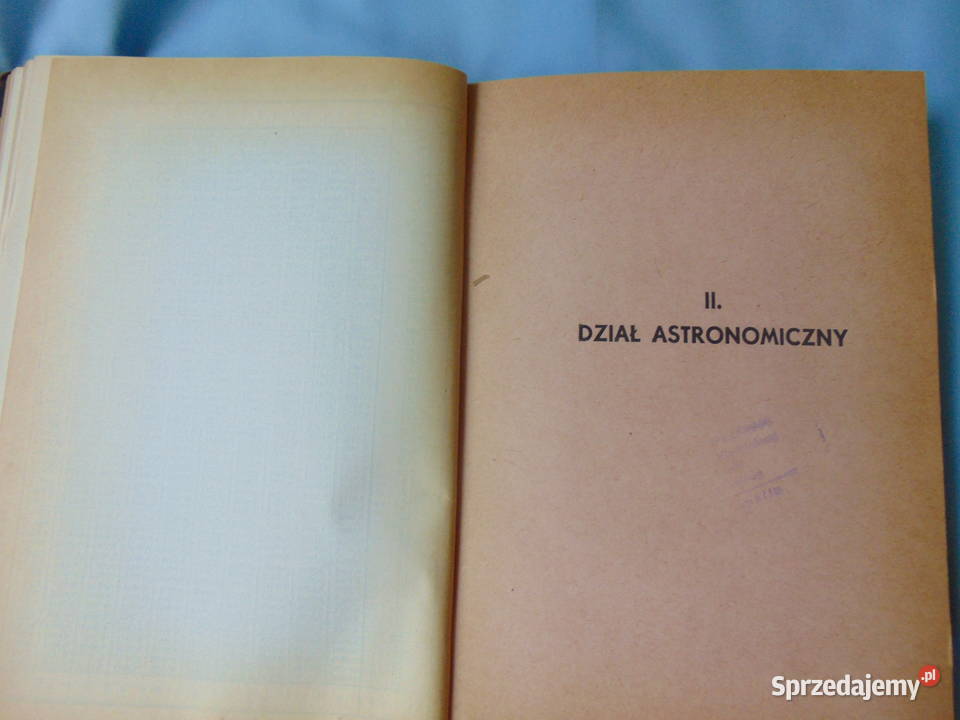 II.
DZIAŁ ASTRONOMICZNY
Sprzedajemy.pl